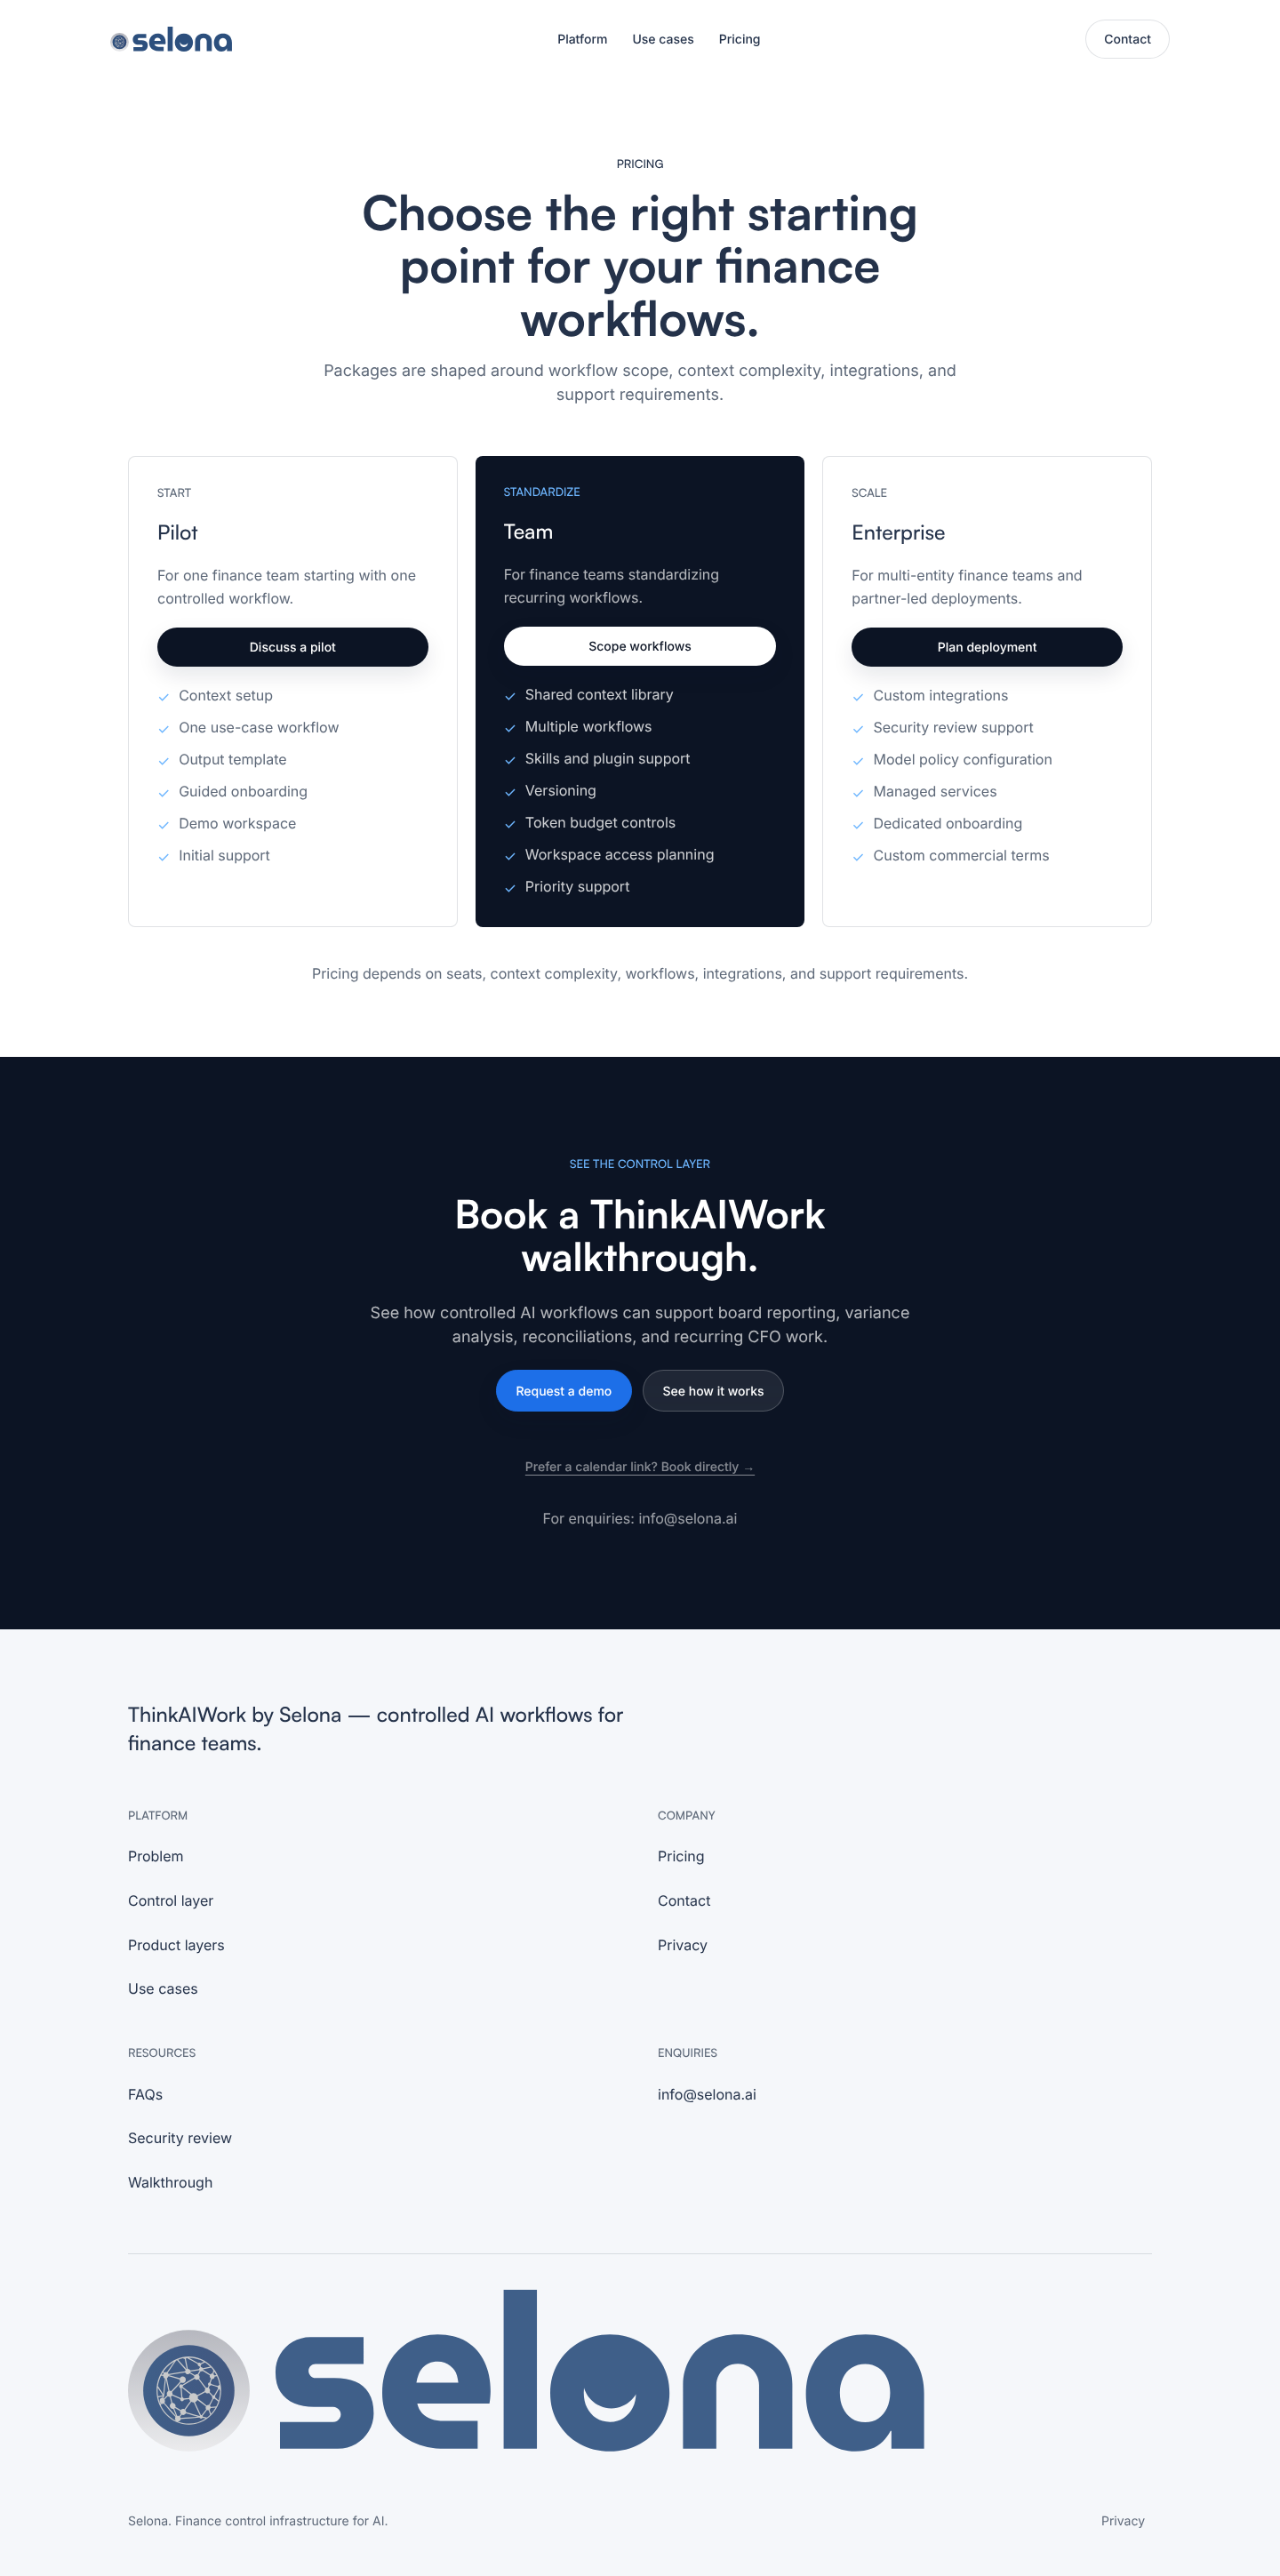 selona
Platform
Use cases
Pricing
Contact
PRICING
Choose the right starting
point for your finance
workflows.
Packages are shaped around workflow scope, context complexity, integrations, and
support requirements.
START
Pilot
For one finance team starting with one
controlled workflow.
Discuss a pilot
Context setup
One use-case workflow
Output template
Guided onboarding
Demo workspace
Initial support
STANDARDIZE
Team
For finance teams standardizing
recurring workflows.
Scope workflows
Shared context library
Multiple workflows
Skills and plugin support
Versioning
Token budget controls
Workspace access planning
Priority support
SCALE
Enterprise
For multi-entity finance teams and
partner-led deployments.
Plan deployment
Custom integrations
Security review support
Model policy configuration
Managed services
Dedicated onboarding
Custom commercial terms
Pricing depends on seats, context complexity, workflows, integrations, and support requirements.
SEE THE CONTROL LAYER
Book a ThinkAIWork
walkthrough.
See how controlled AI workflows can support board reporting, variance
analysis, reconciliations, and recurring CFO work.
Request a demo
See how it works
Prefer a calendar link? Book directly →
For enquiries: info@selona.ai
ThinkAIWork by Selona — controlled AI workflows for
finance teams.
PLATFORM
Problem
Control layer
Product layers
Use cases
COMPANY
Pricing
Contact
Privacy
RESOURCES
FAQs
Security review
Walkthrough
ENQUIRIES
info@selona.ai
selona
Selona. Finance control infrastructure for AI.
Privacy